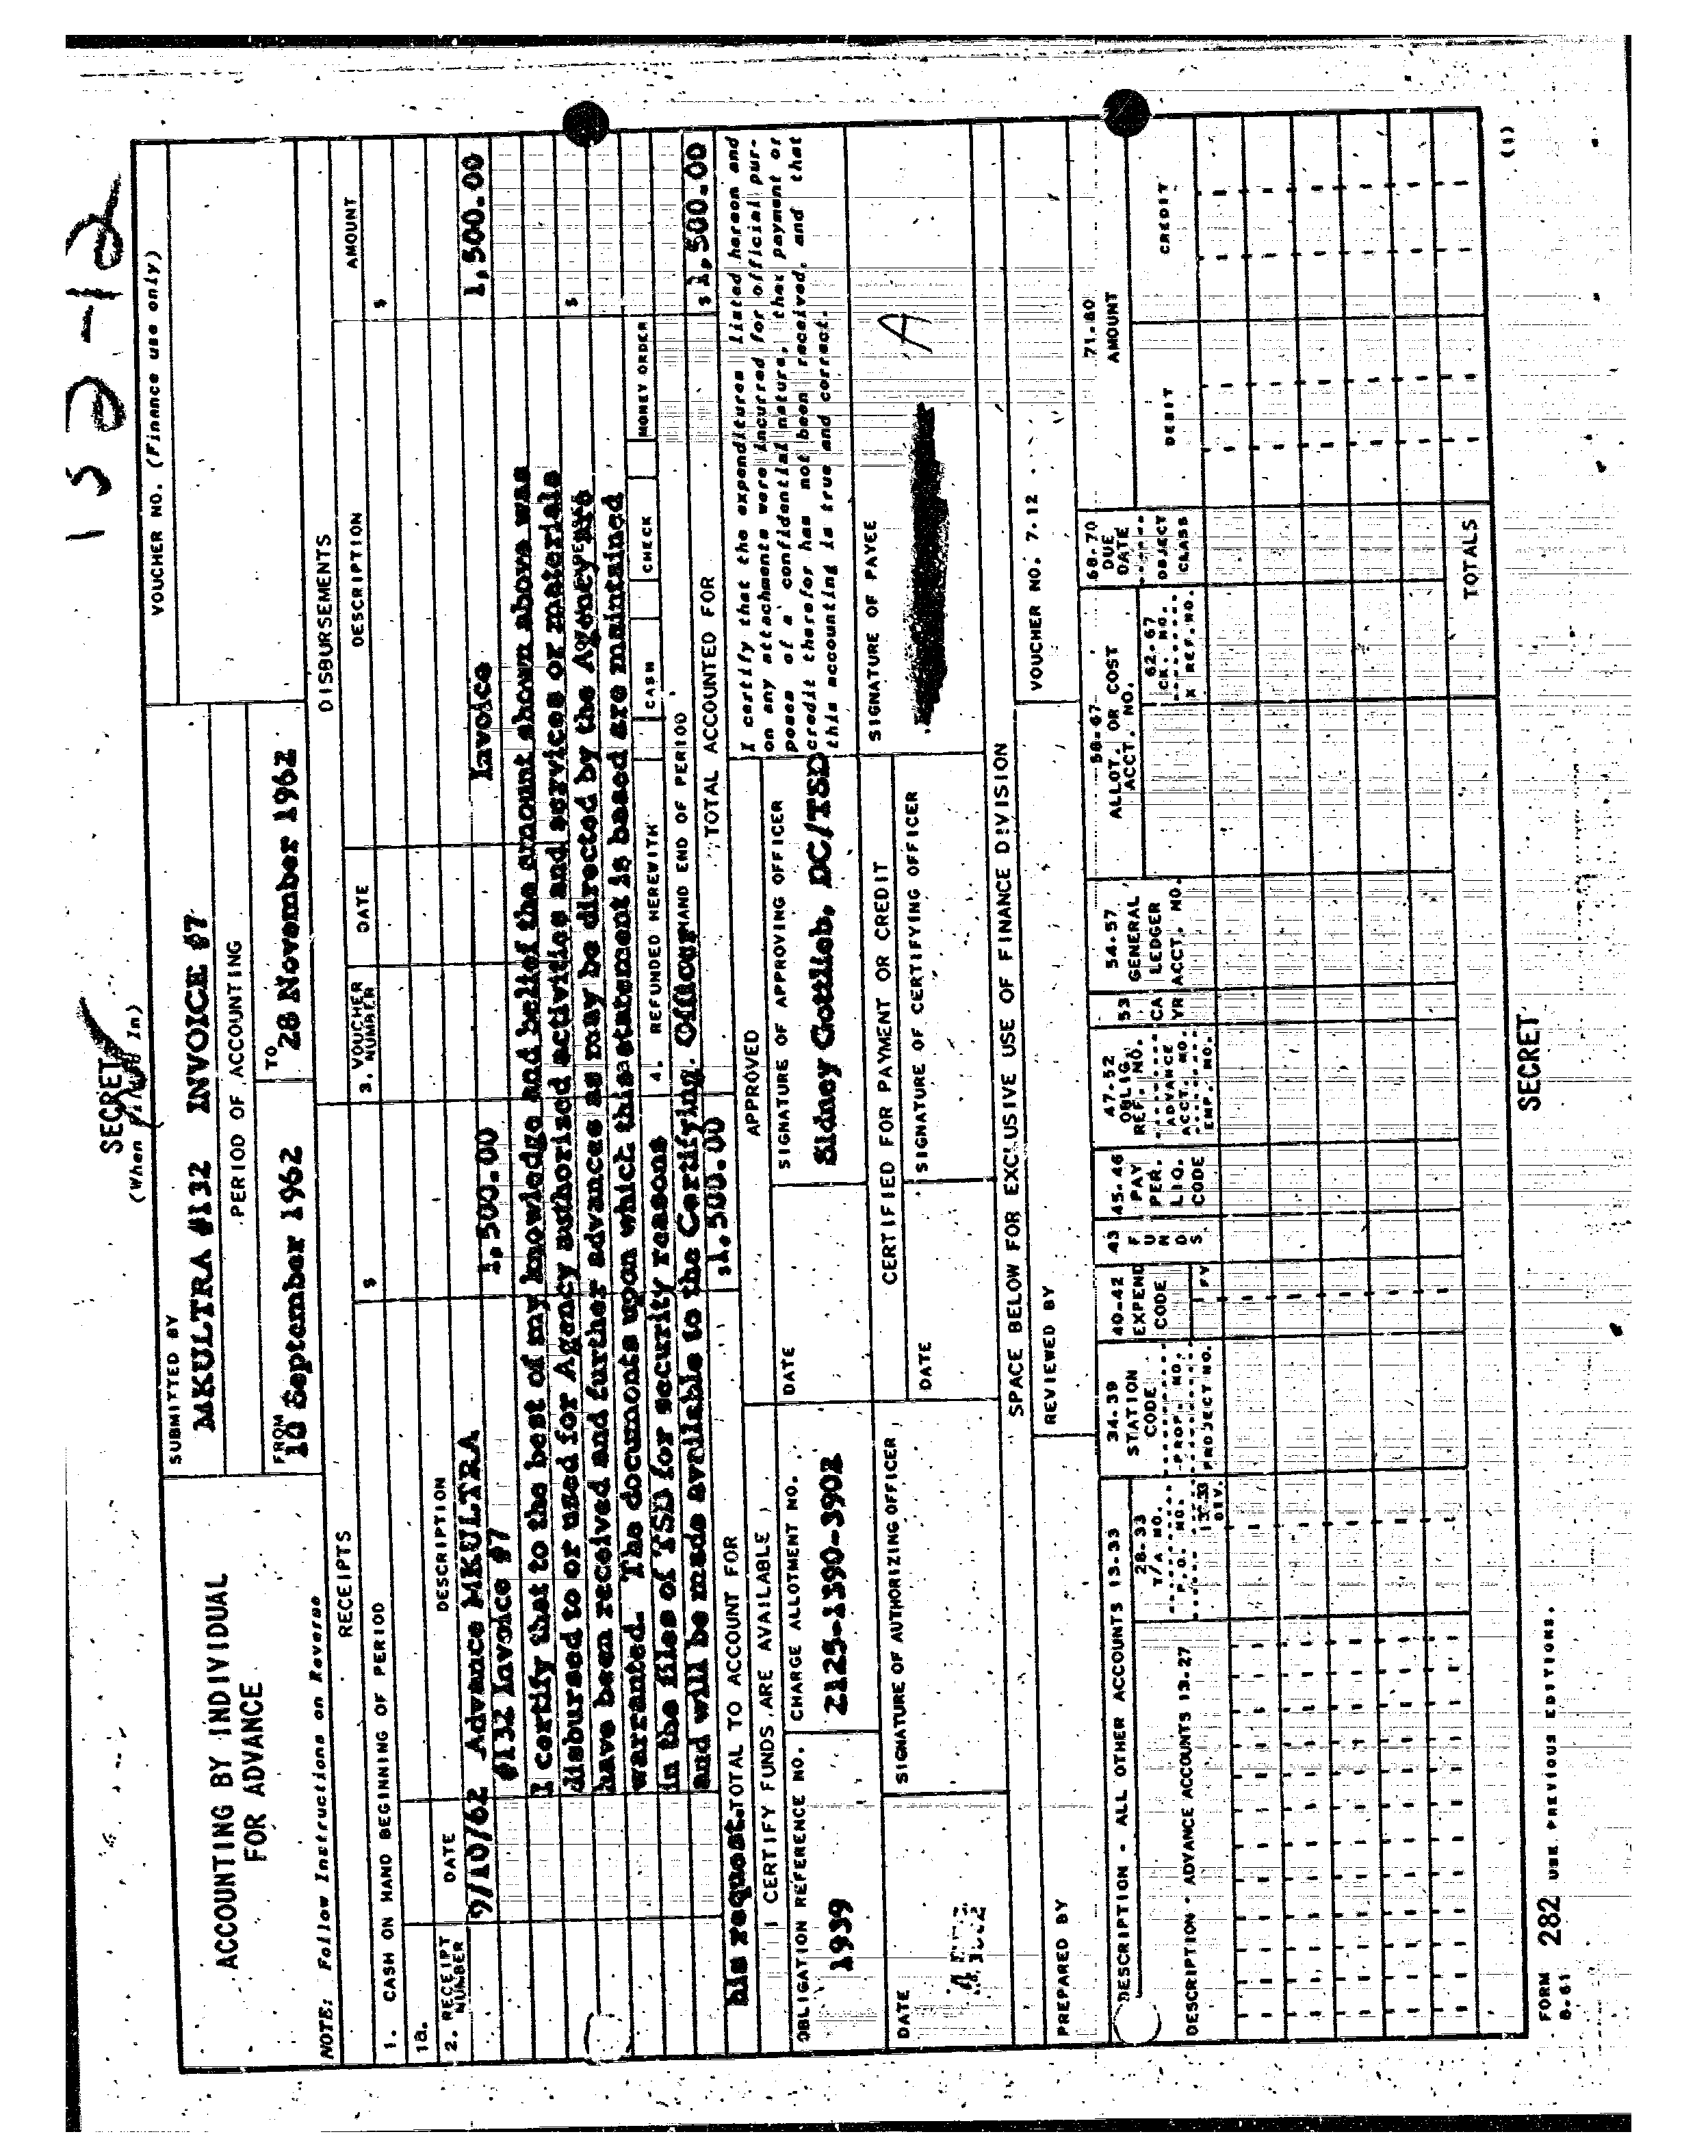 132-12
SECRET
(When Filled In)
ACCOUNTING BY INDIVIDUAL
FOR ADVANCE
SUBMITTED BY
MKULTRA #132 INVOICE #7
VOUCHER NO. (Finance use only)
PERIOD OF ACCOUNTING
FROM
10 September 1962
TO
28 November 1962
NOTE: Follow Instructions on Reverse
RECEIPTS
DISBURSEMENTS
1. CASH ON HAND BEGINNING OF PERIOD
$
3. VOUCHER NUMBER
DATE
DESCRIPTION
AMOUNT
1a.
$
2. RECEIPT NUMBER
DATE
DESCRIPTION
9/10/62 Advance MKULTRA
#132 Invoice #7
1,500.00
Invoice
1,500.00
I certify that to the best of my knowledge and belief the amount shown above was
disbursed to or used for Agency authorized activities and services or materials
have been received and further advances as may be directed by the Agency are
$
warranted. The documents upon which this statement is based are maintained
in the files of TSD for security reasons
4. REFUNDED HEREWITH
CASH
CHECK
MONEY ORDER
and will be made available to the Certifying Officer
AND END OF PERIOD
his request.
TOTAL TO ACCOUNT FOR
$1,500.00
TOTAL ACCOUNTED FOR
$1,500.00
I CERTIFY FUNDS ARE AVAILABLE
APPROVED
I certify that the expenditures listed hereon and
on any attachments were incurred for official pur-
poses of a confidential nature, that payment or
credit therefor has not been received, and that
this accounting is true and correct.
OBLIGATION REFERENCE NO.
1939
CHARGE ALLOTMENT NO.
2125-1390-3902
DATE
SIGNATURE OF APPROVING OFFICER
Sidney Gottlieb, DC/TSD
CERTIFIED FOR PAYMENT OR CREDIT
SIGNATURE OF PAYEE
A
DATE
SIGNATURE OF AUTHORIZING OFFICER
DATE
SIGNATURE OF CERTIFYING OFFICER
SPACE BELOW FOR EXCLUSIVE USE OF FINANCE DIVISION
PREPARED BY
REVIEWED BY
VOUCHER NO. 7-12
DESCRIPTION - ALL OTHER ACCOUNTS 13-33
DESCRIPTION - ADVANCE ACCOUNTS 13-27
28-33
T/A NO.
P.O. NO.
DIV.
34-39
STATION
CODE
PROP. NO.
PROJECT NO.
40-42
EXPEND
CODE
FY
43
FUNDS
45-46
PAY
PER.
LIQ.
CODE
47-52
OBLIG.
REF. NO.
ADVANCE
ACCT. NO.
EMP. NO.
53
CA
YR
54-57
GENERAL
LEDGER
ACCT. NO.
58-67
ALLOT. OR COST
ACCT. NO.
62-67
CK. NO.
X REF. NO.
68-70
DUE
DATE
OBJECT
CLASS
71-80
AMOUNT
DEBIT
CREDIT
TOTALS
FORM 8-61 282 USE PREVIOUS EDITIONS.
SECRET
(1)